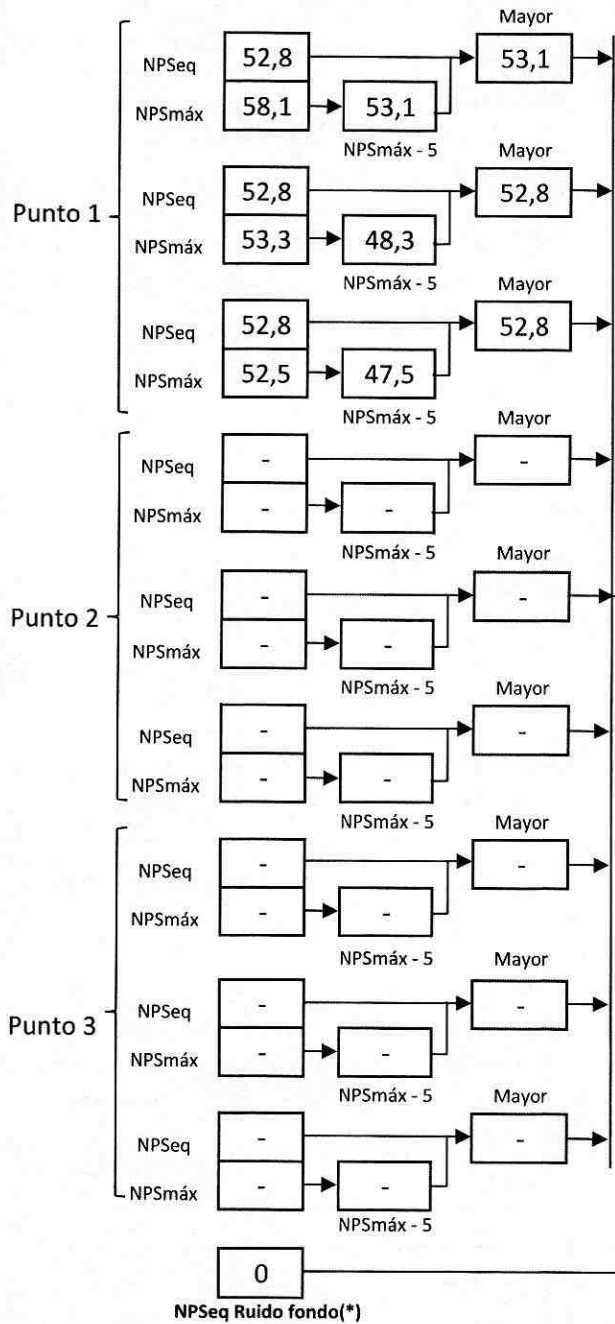 Mayor
NPSeq 52,8 53,1
NPSmáx 58,1 53,1
NPSmáx - 5
Mayor
Punto 1
NPSeq 52,8 52,8
NPSmáx 53,3 48,3
NPSmáx - 5
Mayor
NPSeq 52,8 52,8
NPSmáx 52,5 47,5
NPSmáx - 5
Mayor
NPSeq - -
NPSmáx - -
NPSmáx - 5
Mayor
Punto 2
NPSeq - -
NPSmáx - -
NPSmáx - 5
Mayor
NPSeq - -
NPSmáx - -
NPSmáx - 5
Mayor
NPSeq - -
NPSmáx - -
NPSmáx - 5
Mayor
Punto 3
NPSeq - -
NPSmáx - -
NPSmáx - 5
Mayor
NPSeq - -
NPSmáx - -
NPSmáx - 5
0
NPSeq Ruido fondo(*)